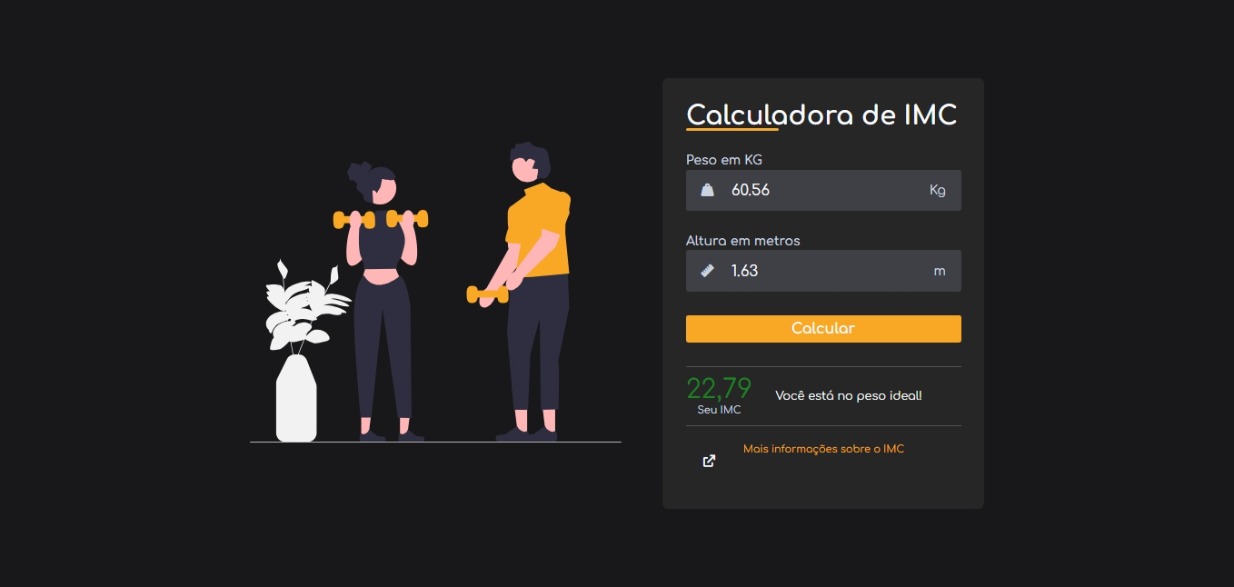 Calculadora de IMC
Peso em KG
60.56 Kg
Altura em metros
1.63 m
Calcular
22,79
Seu IMC
Você está no peso ideal!
Mais informações sobre o IMC